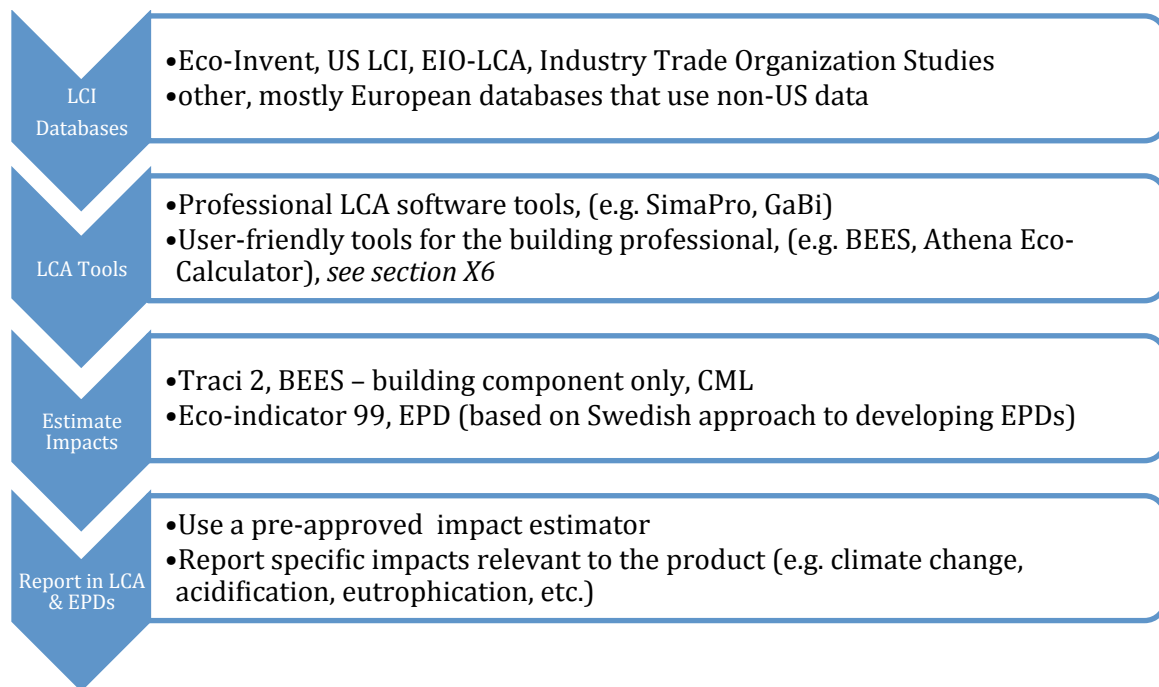 LCI
Databases
•Eco-Invent, US LCI, EIO-LCA, Industry Trade Organization Studies
•other, mostly European databases that use non-US data
LCA Tools
•Professional LCA software tools, (e.g. SimaPro, GaBi)
•User-friendly tools for the building professional, (e.g. BEES, Athena Eco-
Calculator), see section X6
Estimate
Impacts
•Traci 2, BEES – building component only, CML
•Eco-indicator 99, EPD (based on Swedish approach to developing EPDs)
Report in LCA
& EPDs
•Use a pre-approved  impact estimator
•Report specific impacts relevant to the product (e.g. climate change,
acidification, eutrophication, etc.)